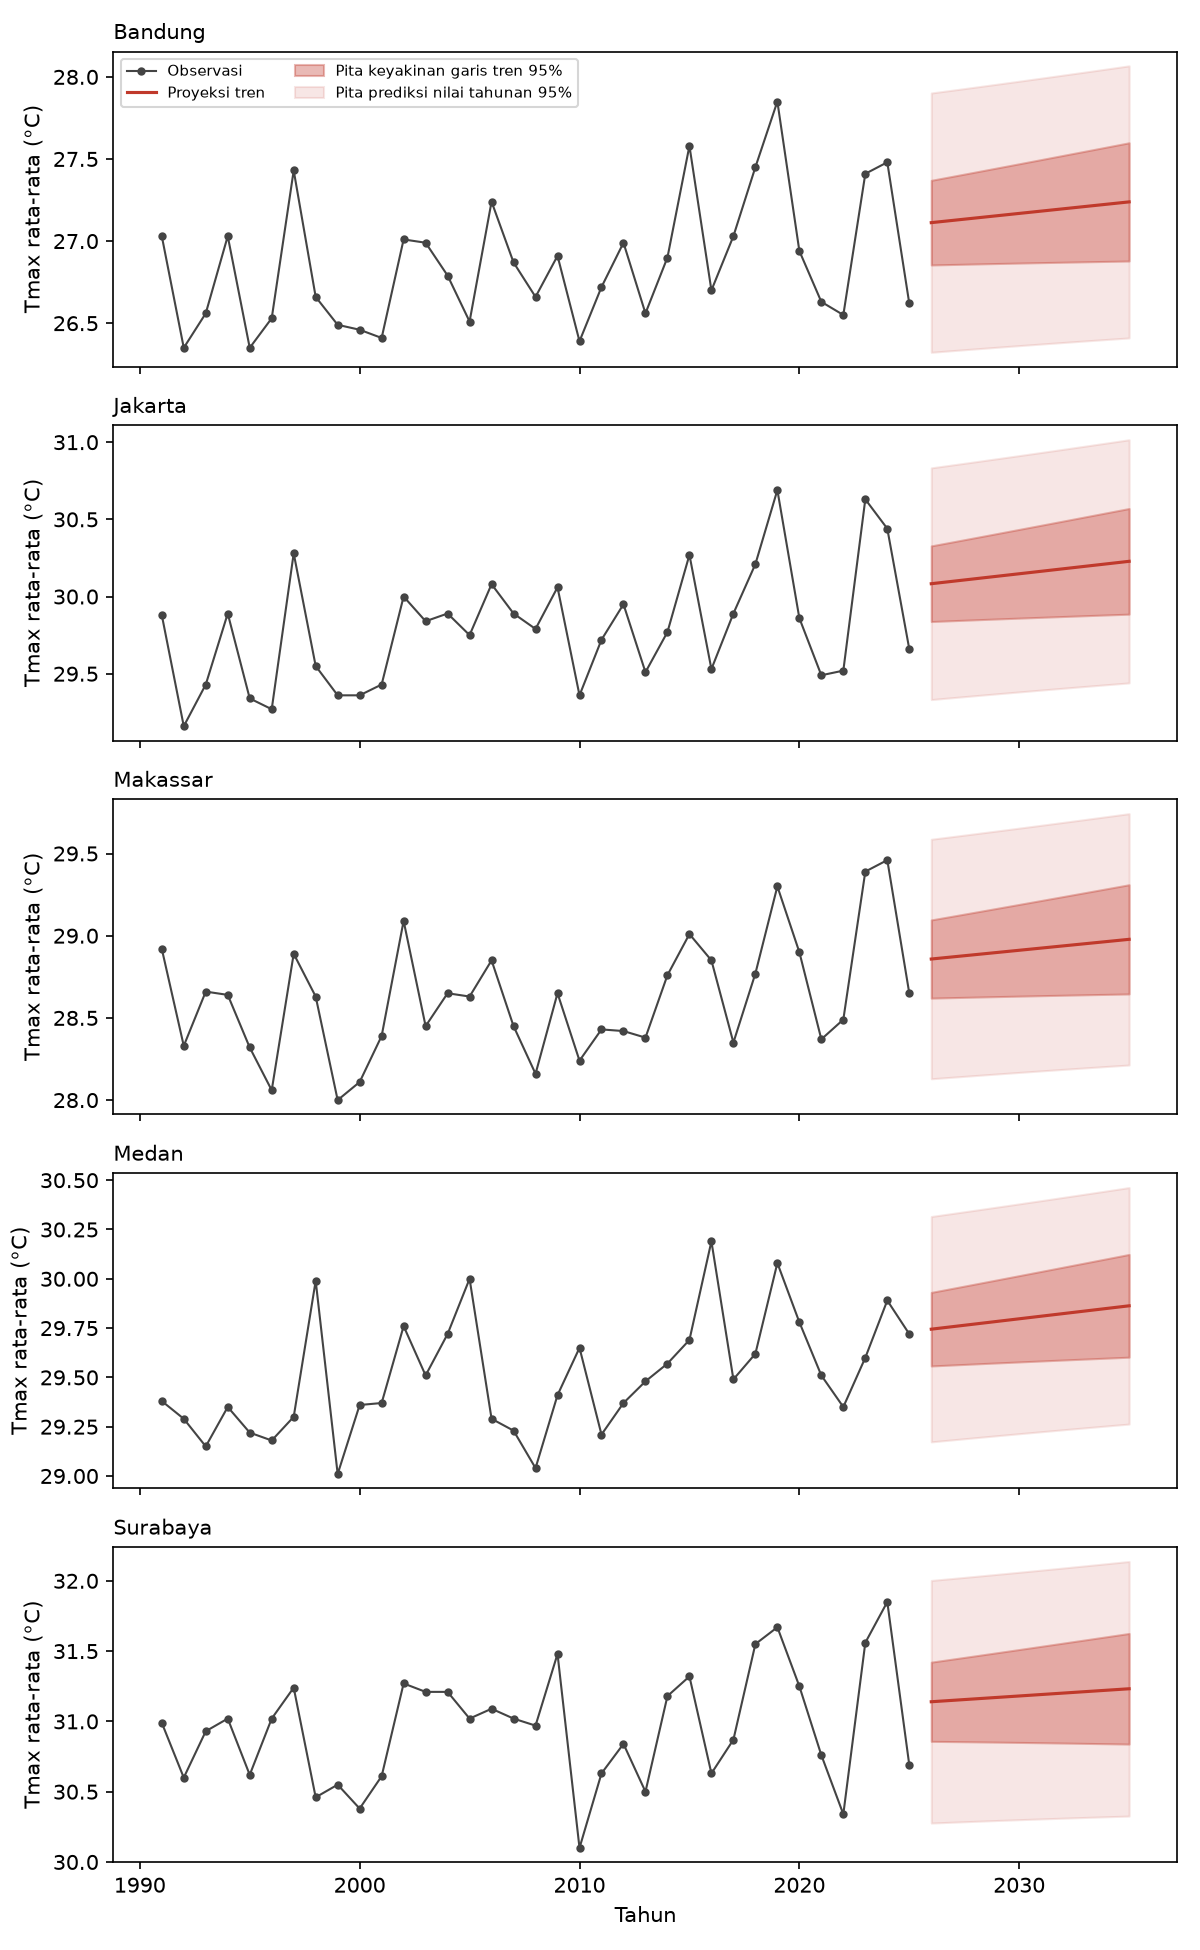 Bandung
Observasi
Proyeksi tren
Pita keyakinan garis tren 95%
Pita prediksi nilai tahunan 95%
Tmax rata-rata (°C)
28.0
27.5
27.0
26.5
Jakarta
Tmax rata-rata (°C)
31.0
30.5
30.0
29.5
Makassar
Tmax rata-rata (°C)
29.5
29.0
28.5
28.0
Medan
Tmax rata-rata (°C)
30.50
30.25
30.00
29.75
29.50
29.25
29.00
Surabaya
Tmax rata-rata (°C)
32.0
31.5
31.0
30.5
30.0
1990 2000 2010 2020 2030
Tahun